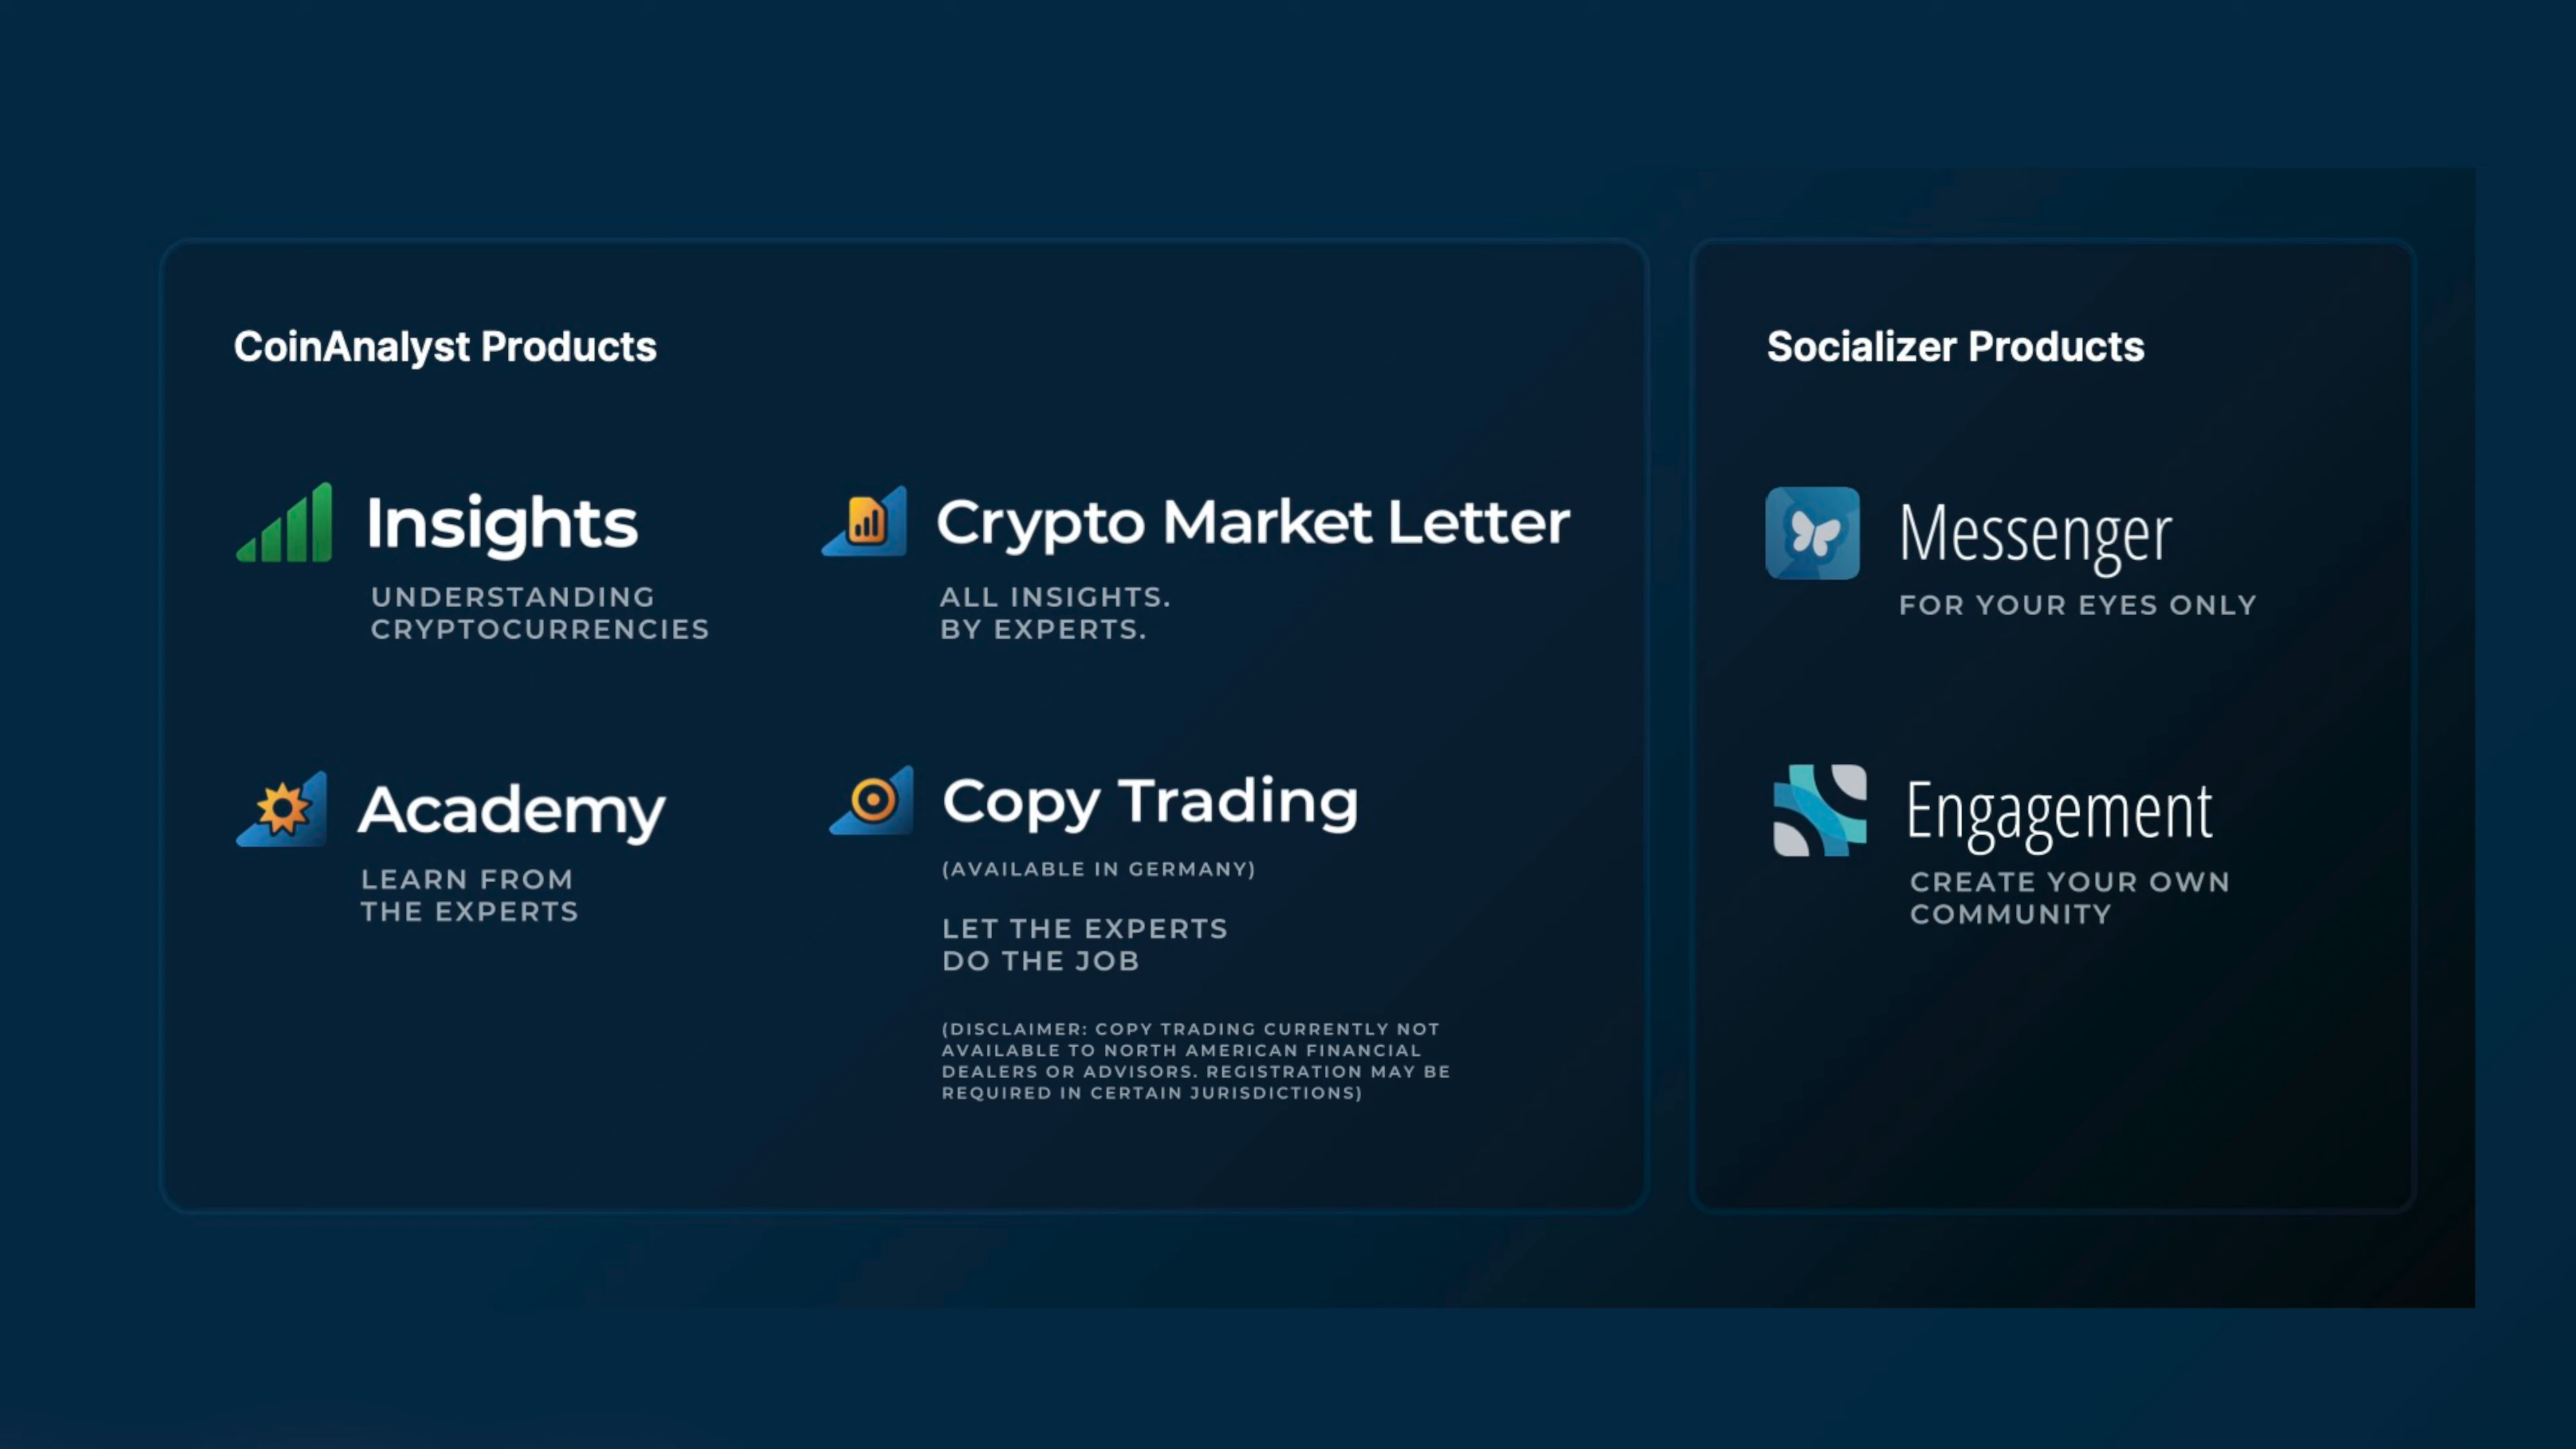 CoinAnalyst Products
Insights
UNDERSTANDING
CRYPTOCURRENCIES
Crypto Market Letter
ALL INSIGHTS.
BY EXPERTS.
Academy
LEARN FROM
THE EXPERTS
Copy Trading
(AVAILABLE IN GERMANY)
LET THE EXPERTS
DO THE JOB
(DISCLAIMER: COPY TRADING CURRENTLY NOT
AVAILABLE TO NORTH AMERICAN FINANCIAL
DEALERS OR ADVISORS. REGISTRATION MAY BE
REQUIRED IN CERTAIN JURISDICTIONS)
Socializer Products
Messenger
FOR YOUR EYES ONLY
Engagement
CREATE YOUR OWN
COMMUNITY